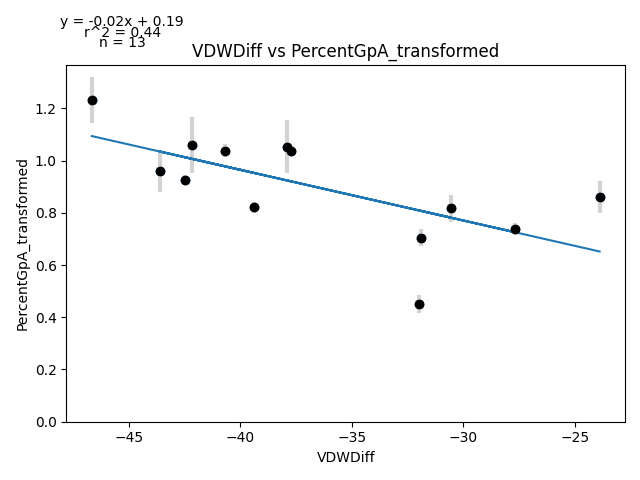 y = -0.02x + 0.19
r^2 = 0.44
n = 13
VDWDiff vs PercentGpA_transformed
PercentGpA_transformed
1.2
1.0
0.8
0.6
0.4
0.2
0.0
−45
−40
−35
−30
−25
VDWDiff